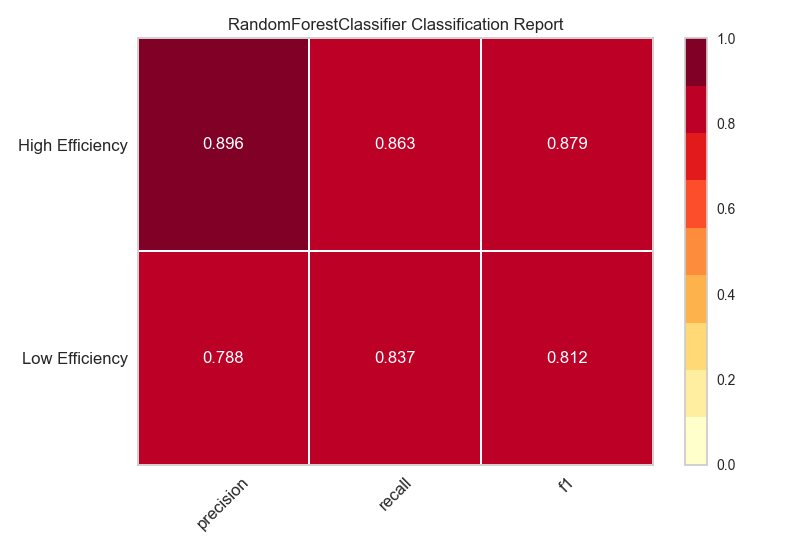 RandomForestClassifier Classification Report
High Efficiency
0.896 0.863 0.879
Low Efficiency
0.788 0.837 0.812
precision recall f1
1.0
0.8
0.6
0.4
0.2
0.0